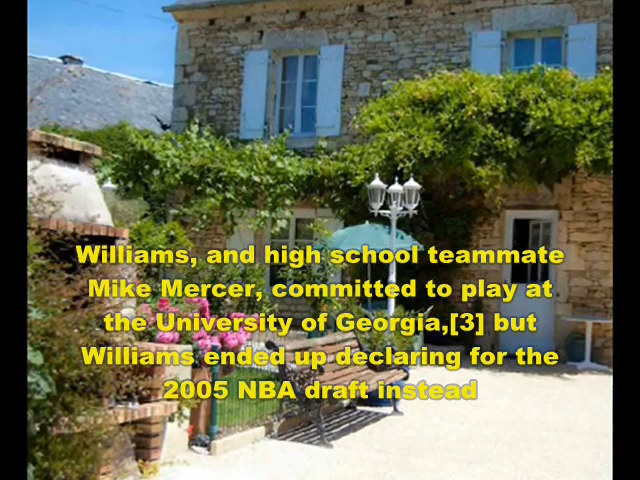 Williams, and high school teammate
Mike Mercer, committed to play at
the University of Georgia,[3] but
Williams ended up declaring for the
2005 NBA draft instead